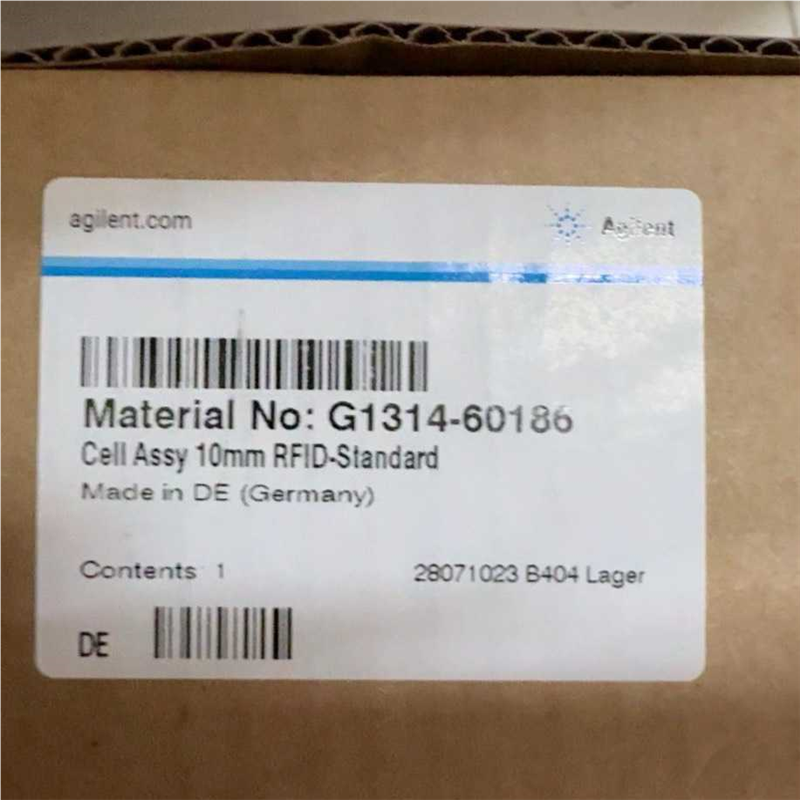 agilent.com
Agilent
Material No: G1314-60186
Cell Assy 10mm RFID-Standard
Made in DE (Germany)
Contents 1
28071023 B404 Lager
DE